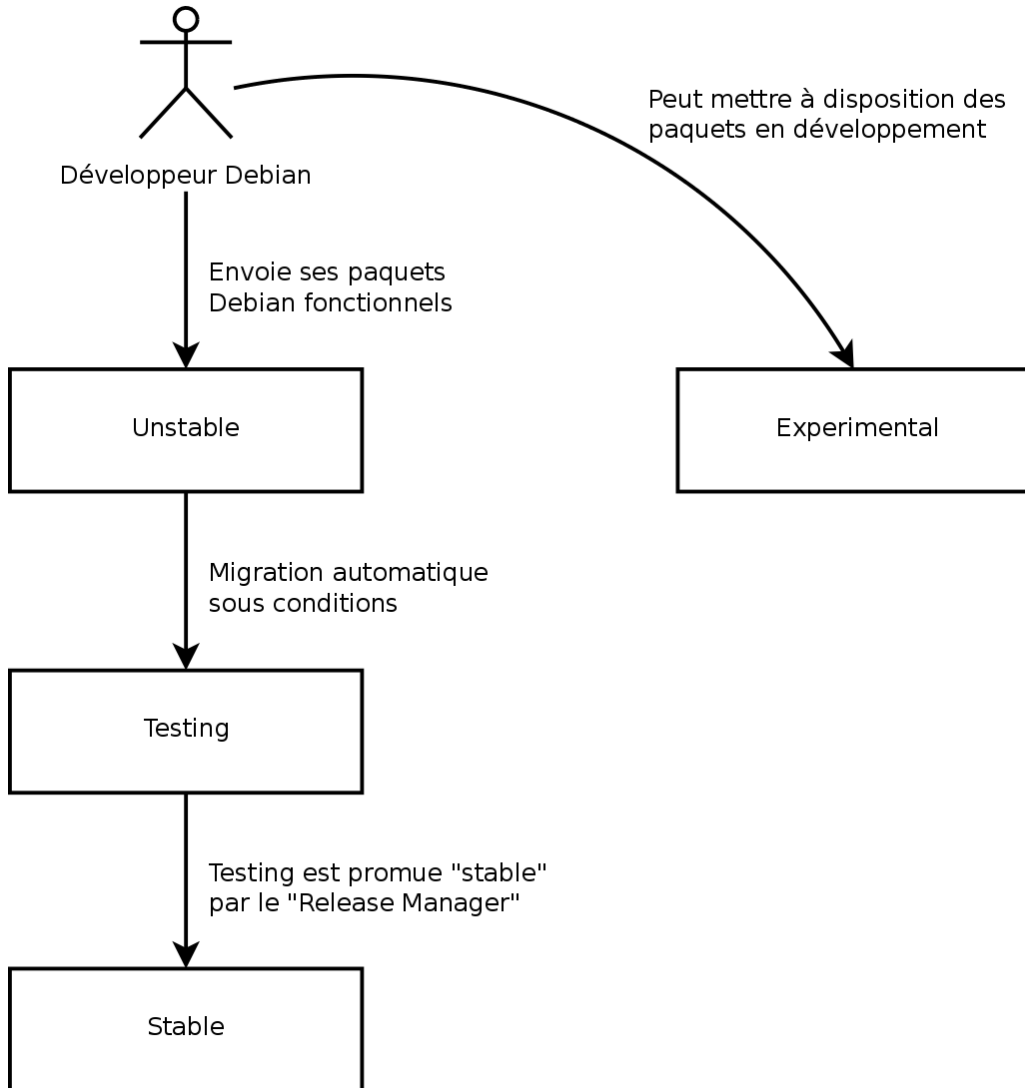 Peut mettre à disposition des
paquets en développement
Développeur Debian
Envoie ses paquets
Debian fonctionnels
Unstable
Experimental
Migration automatique
sous conditions
Testing
Testing est promue "stable"
par le "Release Manager"
Stable